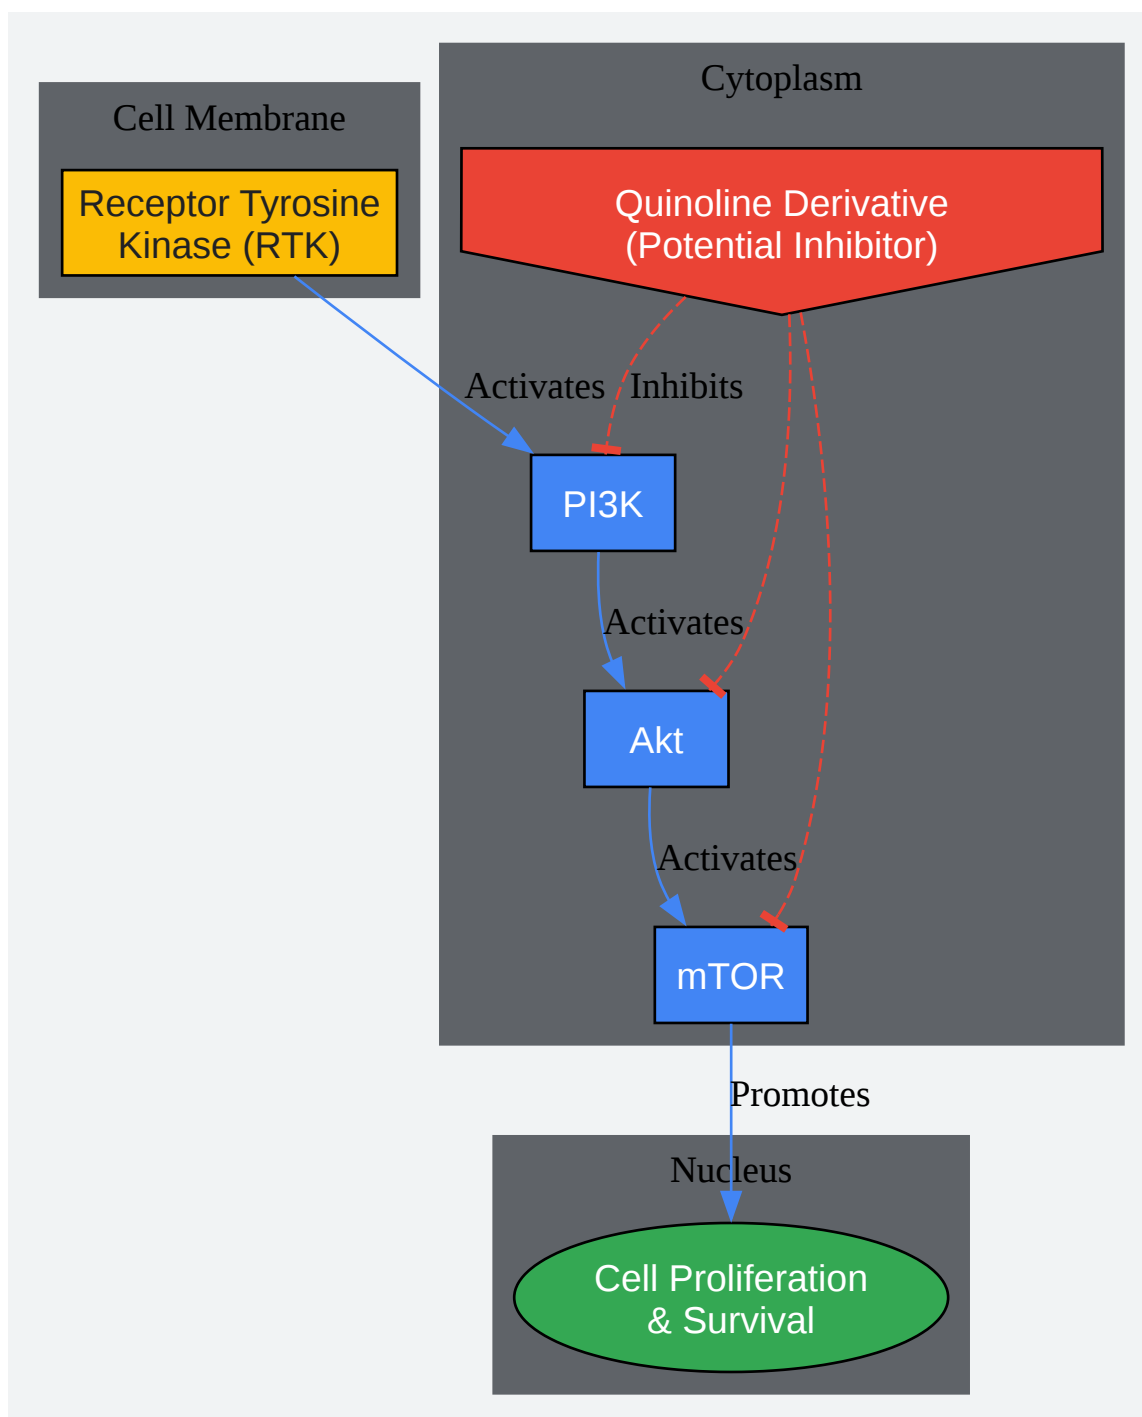 Cell Membrane
Receptor Tyrosine
Kinase (RTK)
Cytoplasm
Quinoline Derivative
(Potential Inhibitor)
Activates
Inhibits
PI3K
Activates
Akt
Activates
mTOR
Promotes
Nucleus
Cell Proliferation
& Survival